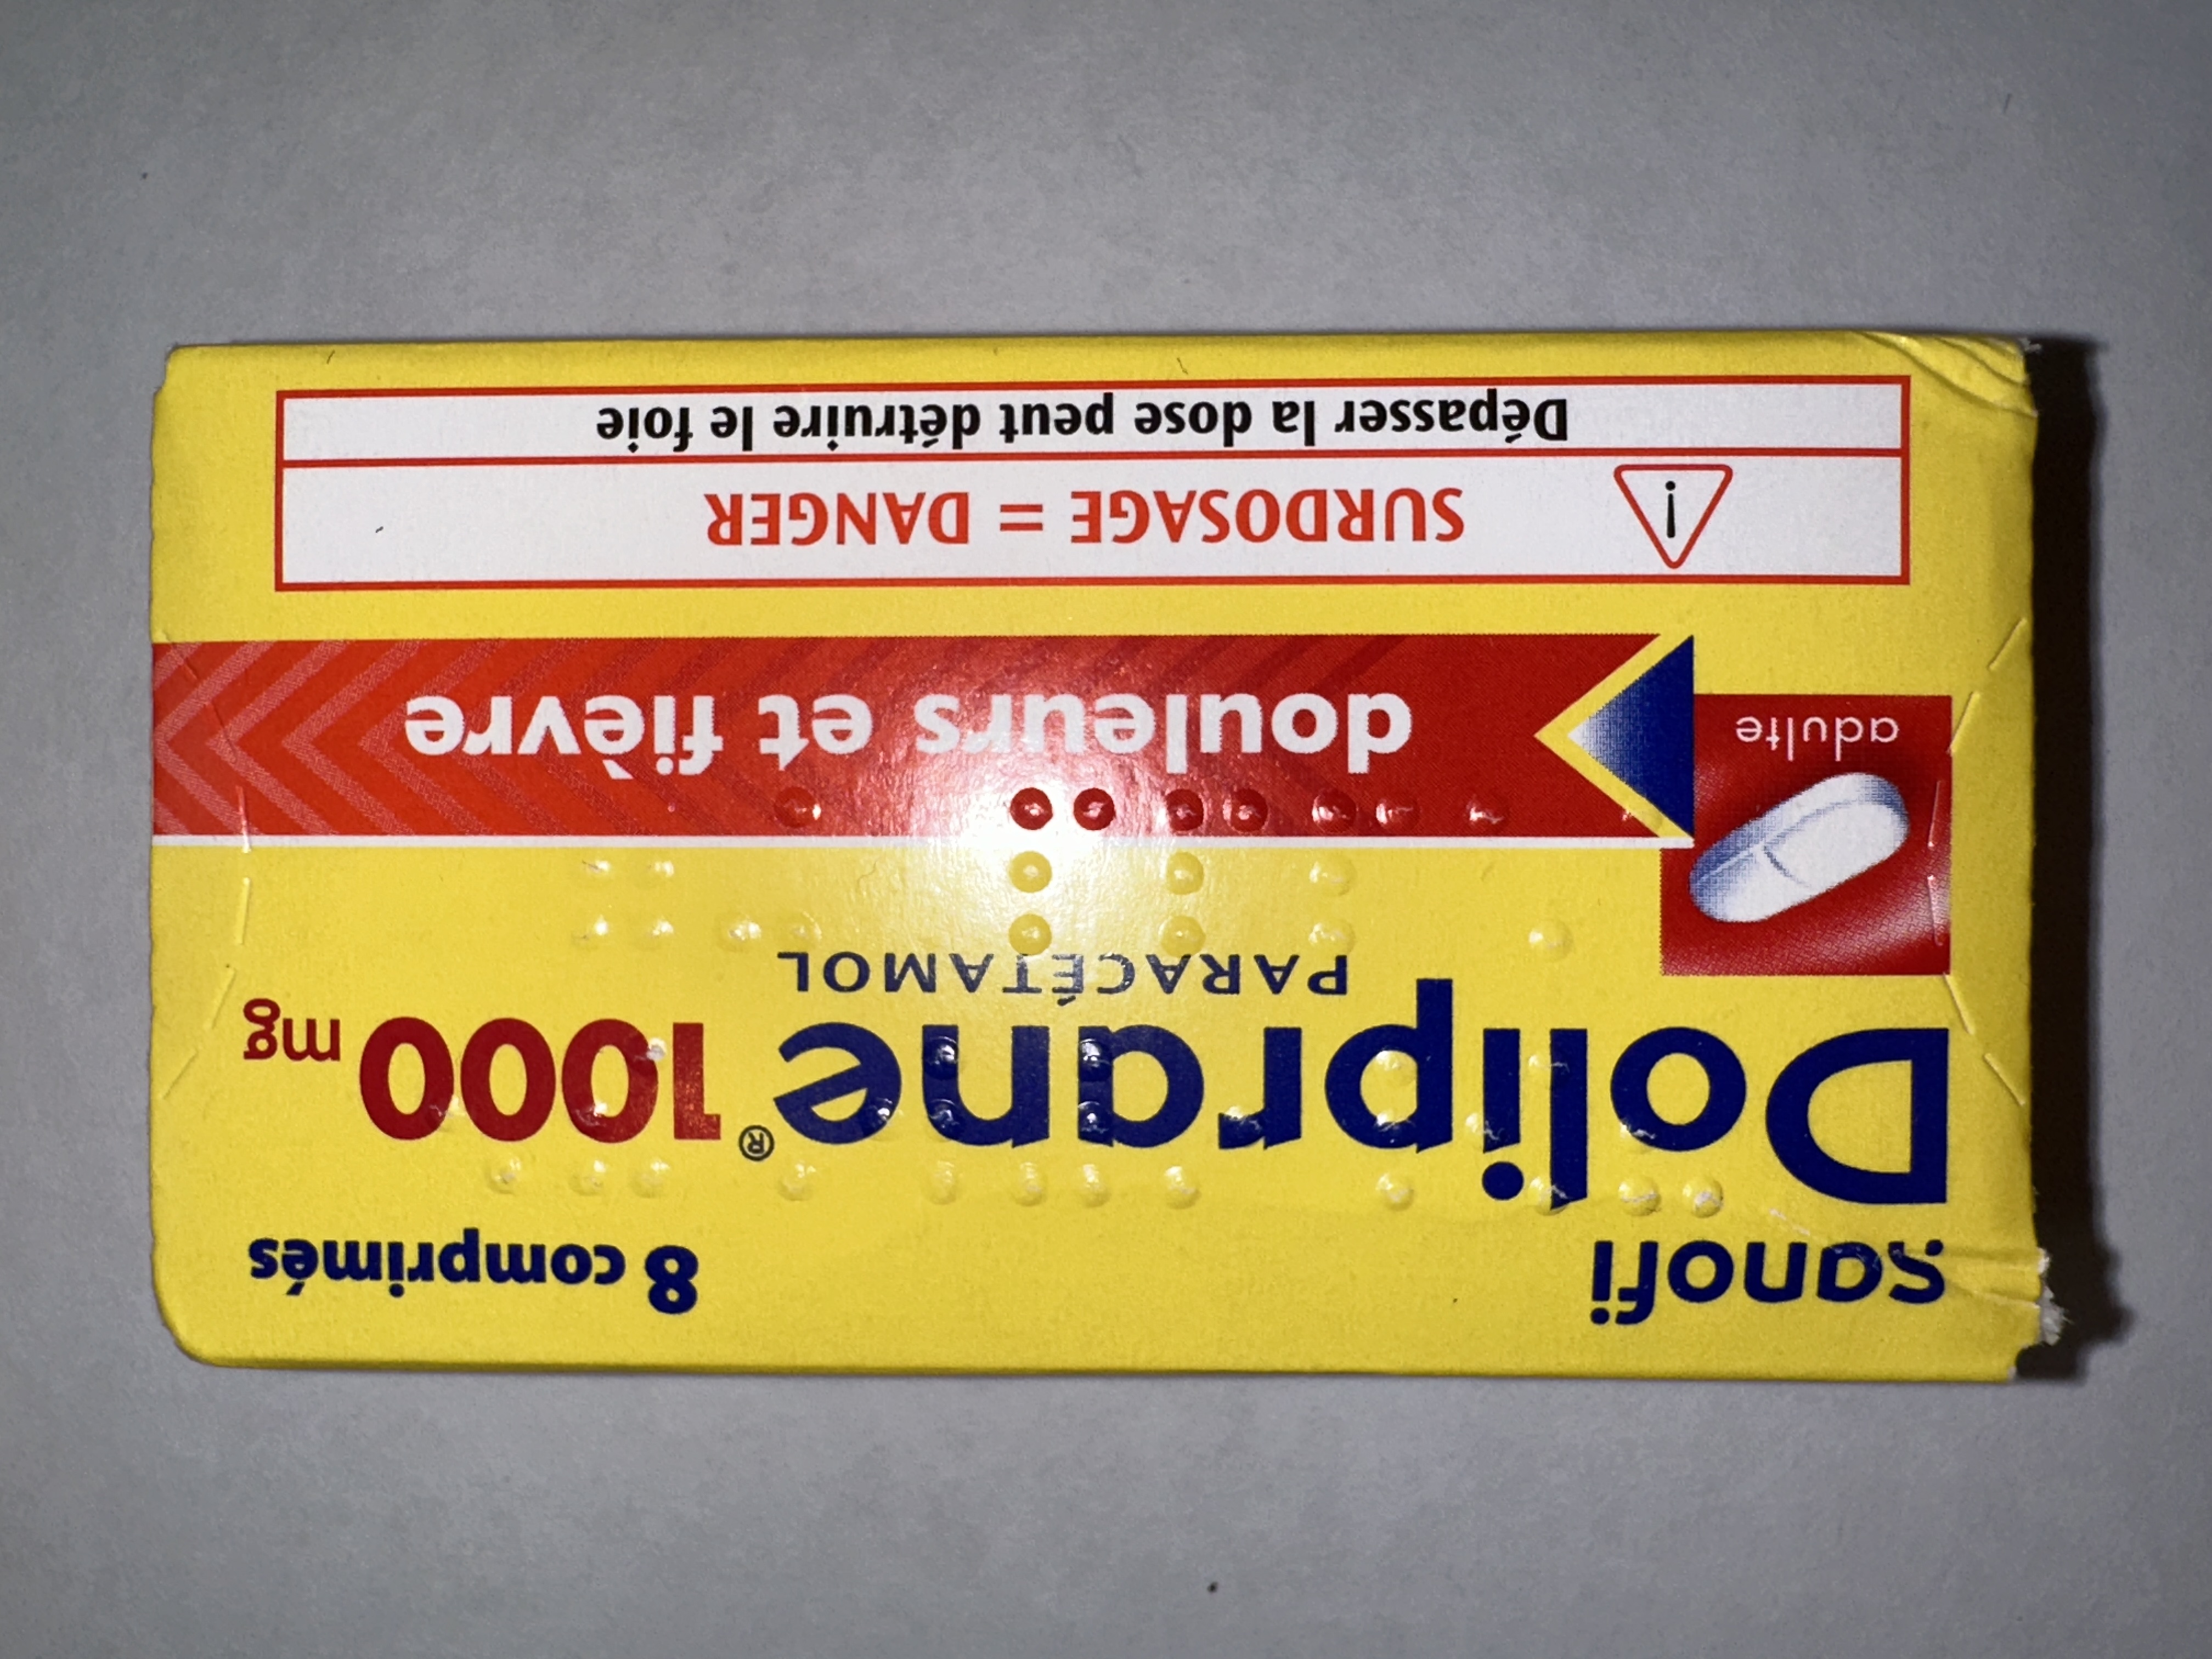 sanofi
8 comprimés
Doliprane® 1000 mg
PARACÉTAMOL
adulte
douleurs et fièvre
SURDOSAGE = DANGER
Dépasser la dose peut détruire le foie